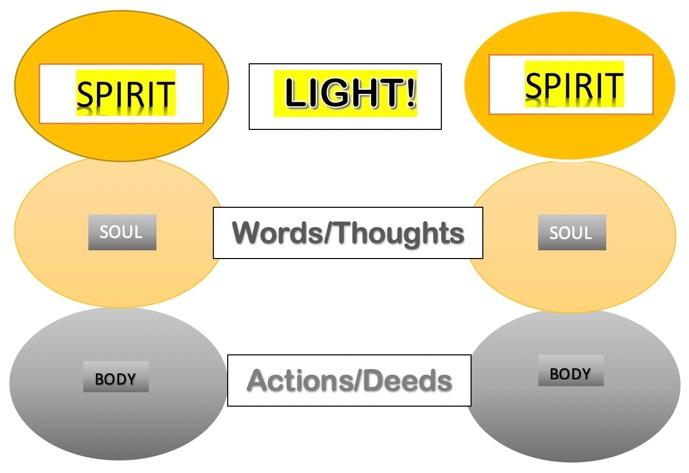 SPIRIT
LIGHT!
SPIRIT
SOUL
Words/Thoughts
SOUL
BODY
Actions/Deeds
BODY